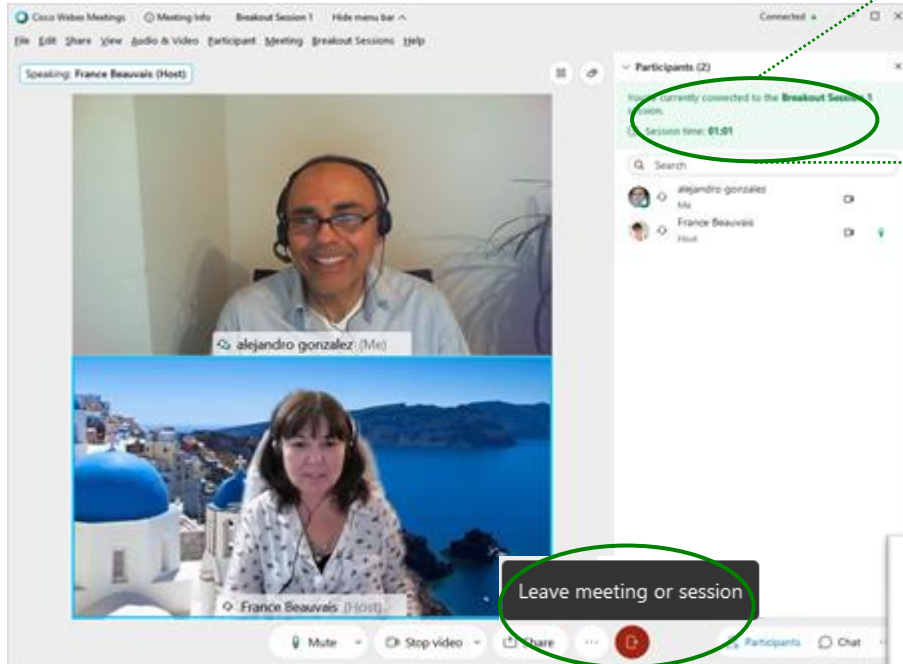 Cisco Webex Meetings Meeting Info Breakout Session 1 Hide menu bar Connected
File Edit Share View Audio & Video Participant Meeting Breakout Sessions Help
Speaking: France Beauvais (Host)
Participants (2)
You're currently connected to the Breakout Session 1
session.
Session time: 01:01
Search
alejandro gonzalez
Me
France Beauvais
Host
alejandro gonzalez (Me)
France Beauvais (Host)
Leave meeting or session
Mute Stop video Share Participants Chat